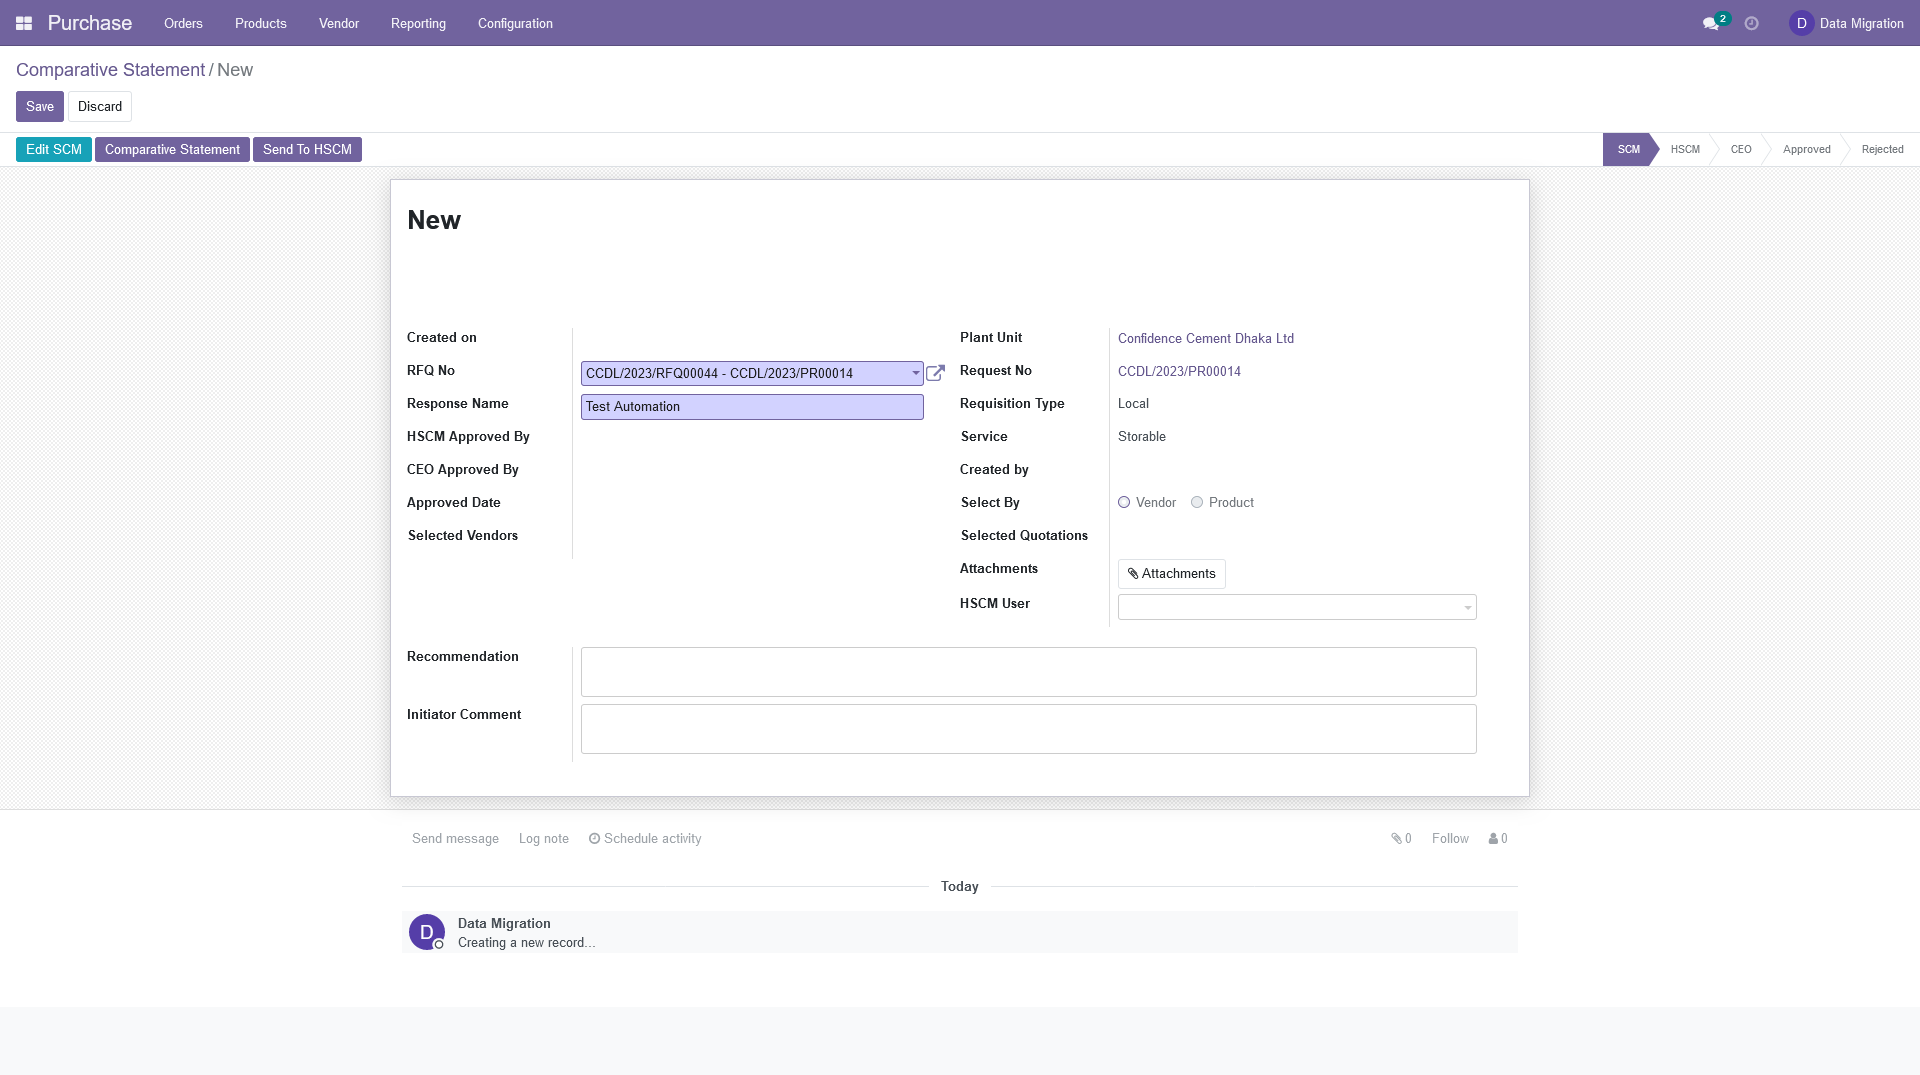 Purchase Orders Products Vendor Reporting Configuration 2 D Data Migration
Comparative Statement / New
Save Discard
Edit SCM Comparative Statement Send To HSCM SCM HSCM CEO Approved Rejected
New
Created on
Plant Unit Confidence Cement Dhaka Ltd
RFQ No CCDL/2023/RFQ00044 - CCDL/2023/PR00014
Request No CCDL/2023/PR00014
Response Name Test Automation
Requisition Type Local
HSCM Approved By
Service Storable
CEO Approved By
Created by
Approved Date
Select By Vendor Product
Selected Vendors
Selected Quotations
Attachments Attachments
HSCM User
Recommendation
Initiator Comment
Send message Log note Schedule activity 0 Follow 0
Today
D Data Migration
Creating a new record...